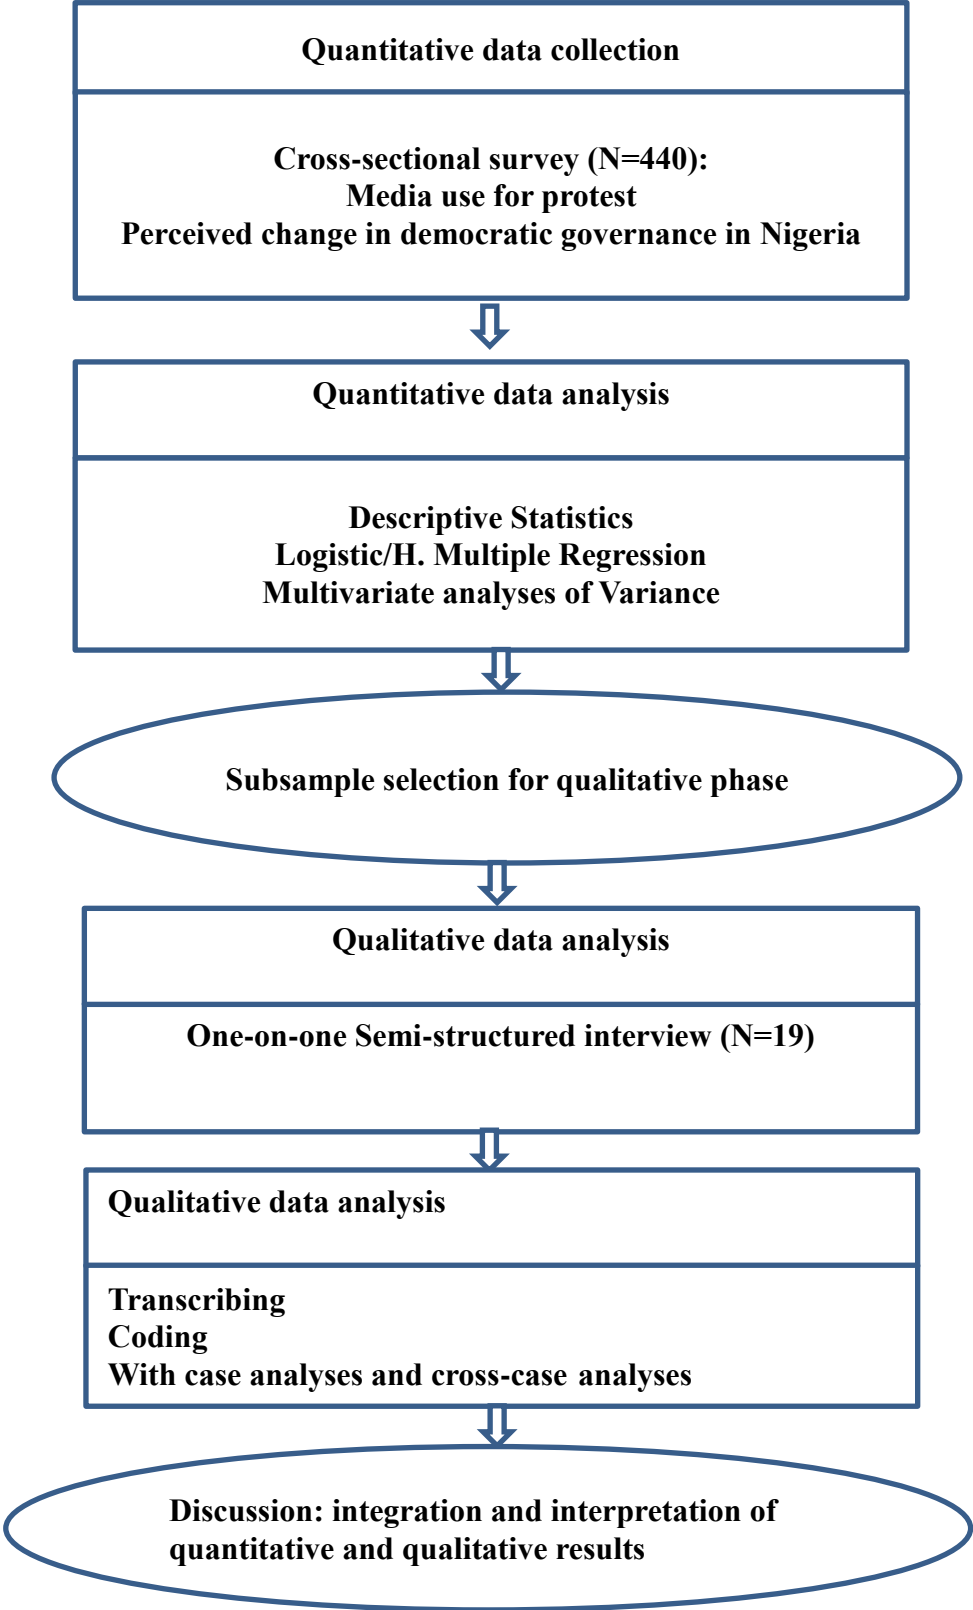 Quantitative data collection
Cross-sectional survey (N=440):
Media use for protest
Perceived change in democratic governance in Nigeria
Quantitative data analysis
Descriptive Statistics
Logistic/H. Multiple Regression
Multivariate analyses of Variance
Subsample selection for qualitative phase
Qualitative data analysis
One-on-one Semi-structured interview (N=19)
Qualitative data analysis
Transcribing
Coding
With case analyses and cross-case analyses
Discussion: integration and interpretation of
quantitative and qualitative results